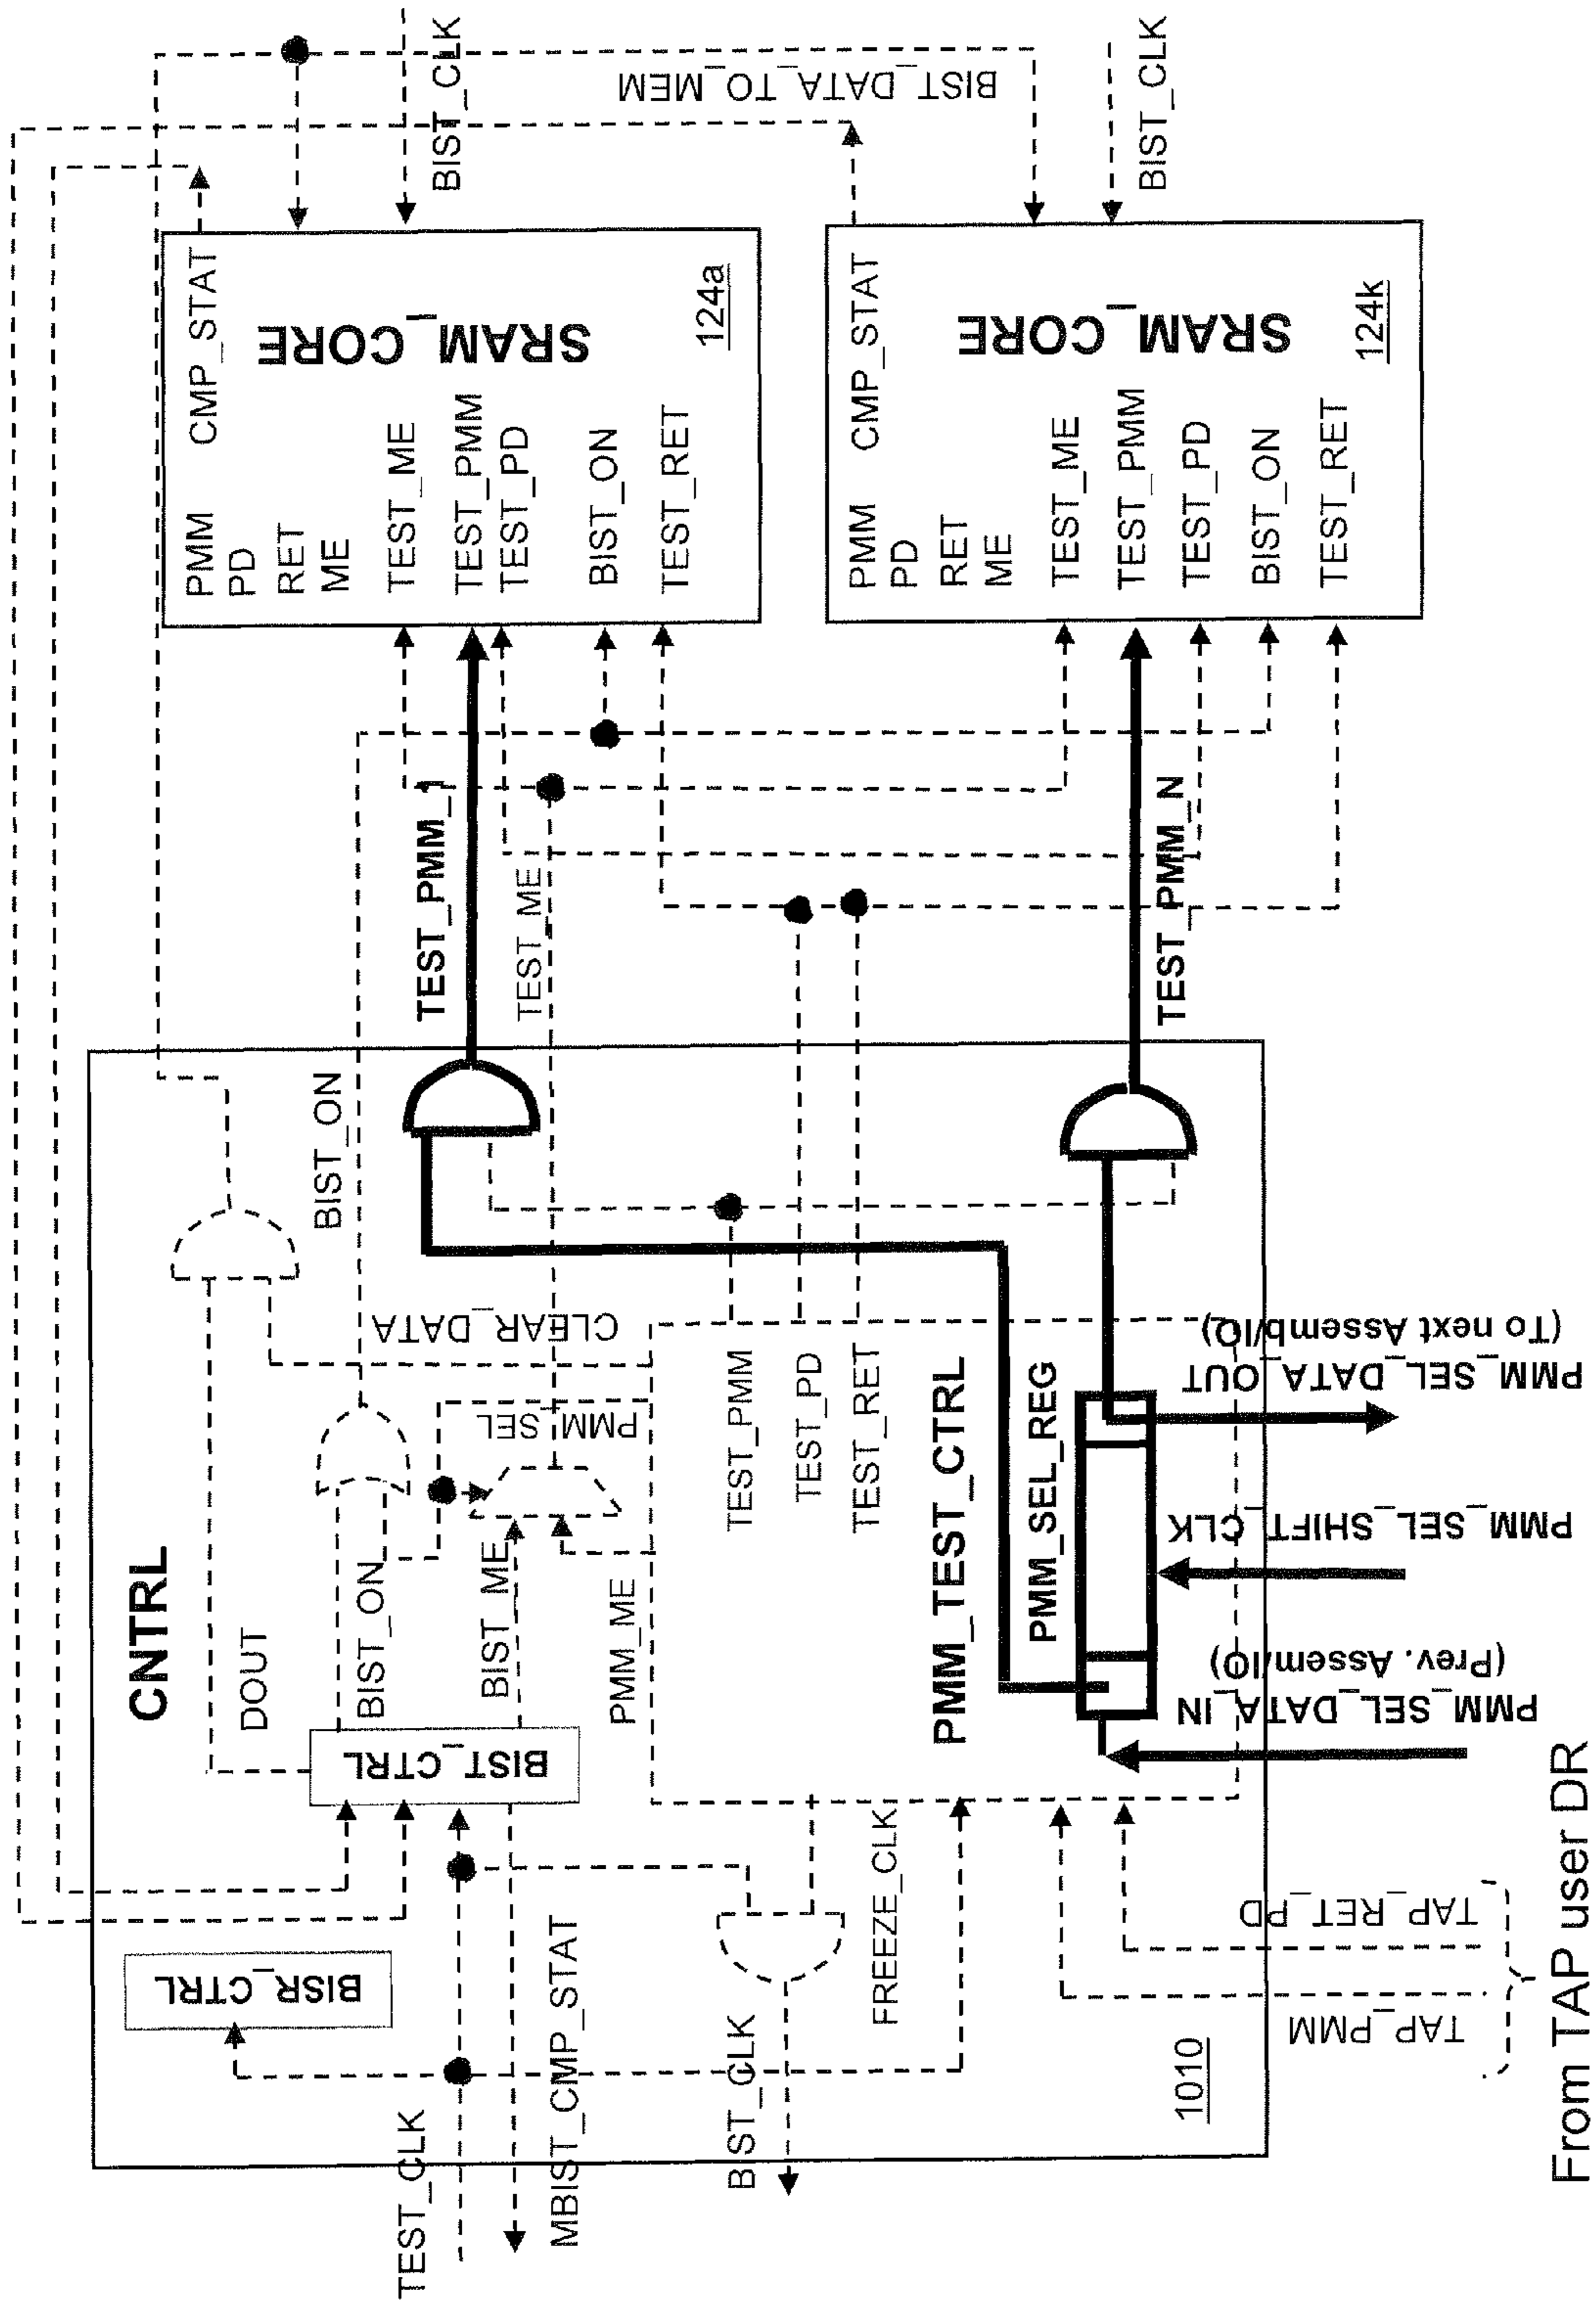 TEST_CLK
MBIST_CMP_STAT
BIST_CLK
BISR_CTRL
FREEZE_CLK
1010
TAP_PMM
TAP_RET_PD
From TAP user DR
CNTRL
BIST_CTRL
DOUT
BIST_ON
BIST_ME
PMM_ME
PMM_SEL
CLEAR_DATA
BIST_ON
TEST_PMM
TEST_PD
TEST_RET
PMM_TEST_CTRL
PMM_SEL_REG
PMM_SEL_DATA_IN
(Prev. Assem/IO)
PMM_SEL_SHIFT_CLK
PMM_SEL_DATA_OUT
(To next Assemb/IO)
TEST_PMM_1
TEST_ME
TEST_PMM_N
PMM
CMP_STAT
PD
RET
ME
TEST_ME
TEST_PMM
TEST_PD
BIST_ON
TEST_RET
SRAM_CORE
124a
PMM
CMP_STAT
PD
RET
ME
TEST_ME
TEST_PMM
TEST_PD
BIST_ON
TEST_RET
SRAM_CORE
124k
BIST_CLK
BIST_DATA_TO_MEM
BIST_CLK